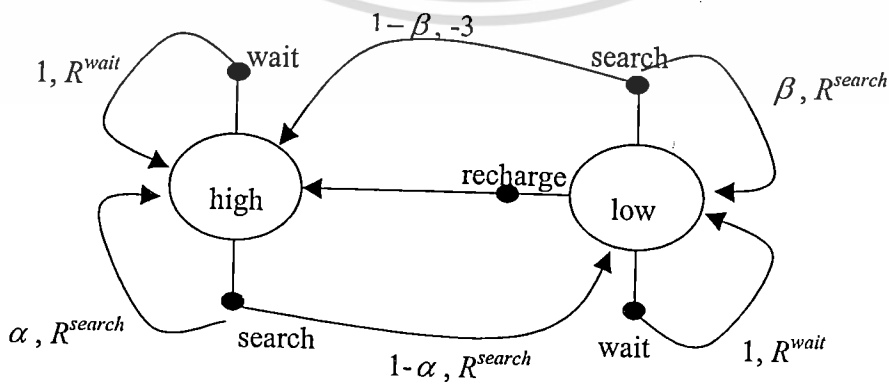 1− β, -3
wait
search
1, R^wait
β, R^search
recharge
high
low
α, R^search
search
1-α, R^search
wait
1, R^wait